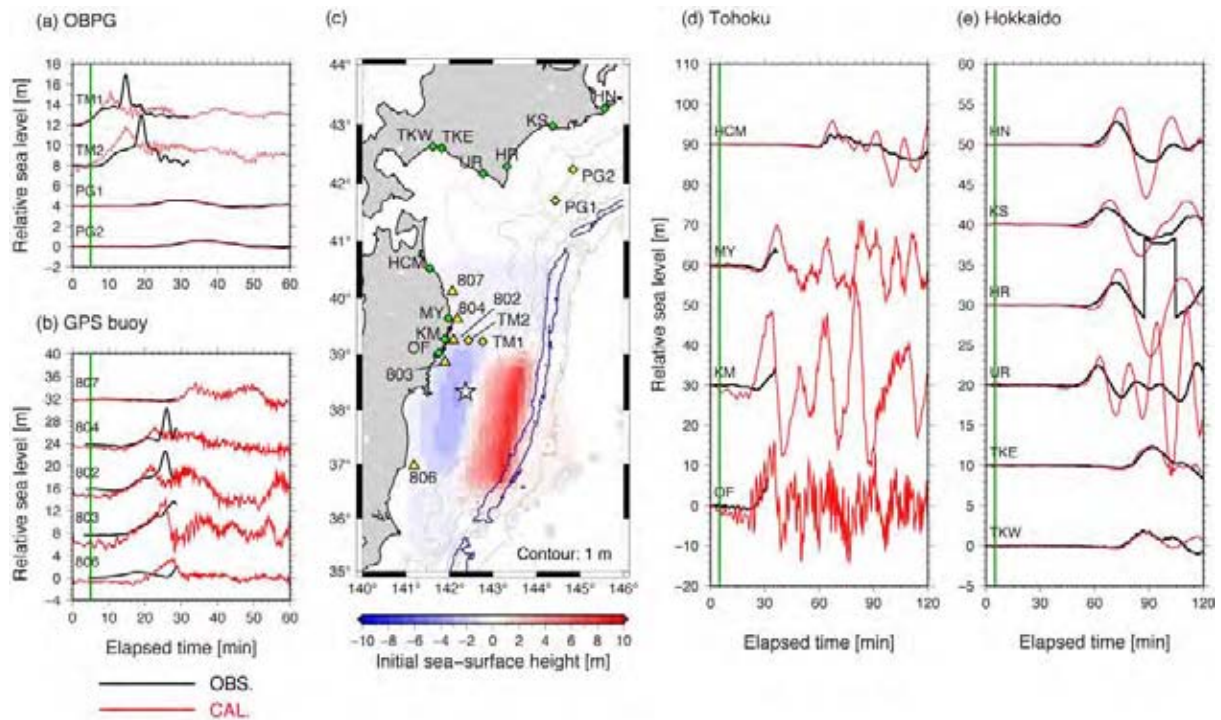 (a) OBPG
Relative sea level [m]
18
16
14
12
10
8
6
4
2
0
−2
TM1
TM2
PG1
PG2
0 10 20 30 40 50 60
(b) GPS buoy
Relative sea level [m]
40
36
32
28
24
20
16
12
8
4
0
−4
807
804
802
803
806
0 10 20 30 40 50 60
Elapsed time [min]
OBS.
CAL.
(c)
44°
43°
42°
41°
40°
39°
38°
37°
36°
35°
HN
KS
TKW TKE
UR HR
PG2
PG1
HCM
807
802
MY 804
TM2
KM
OF TM1
803
806
Contour: 1 m
140° 141° 142° 143° 144° 145° 146°
−10 −8 −6 −4 −2 0 2 4 6 8 10
Initial sea−surface height [m]
(d) Tohoku
Relative sea level [m]
110
100
90
80
70
60
50
40
30
20
10
0
−10
−20
HCM
MY
KM
OF
0 30 60 90 120
Elapsed time [min]
(e) Hokkaido
60
55
50
45
40
35
30
25
20
15
10
5
0
−5
HN
KS
HR
UR
TKE
TKW
0 30 60 90 120
Elapsed time [min]